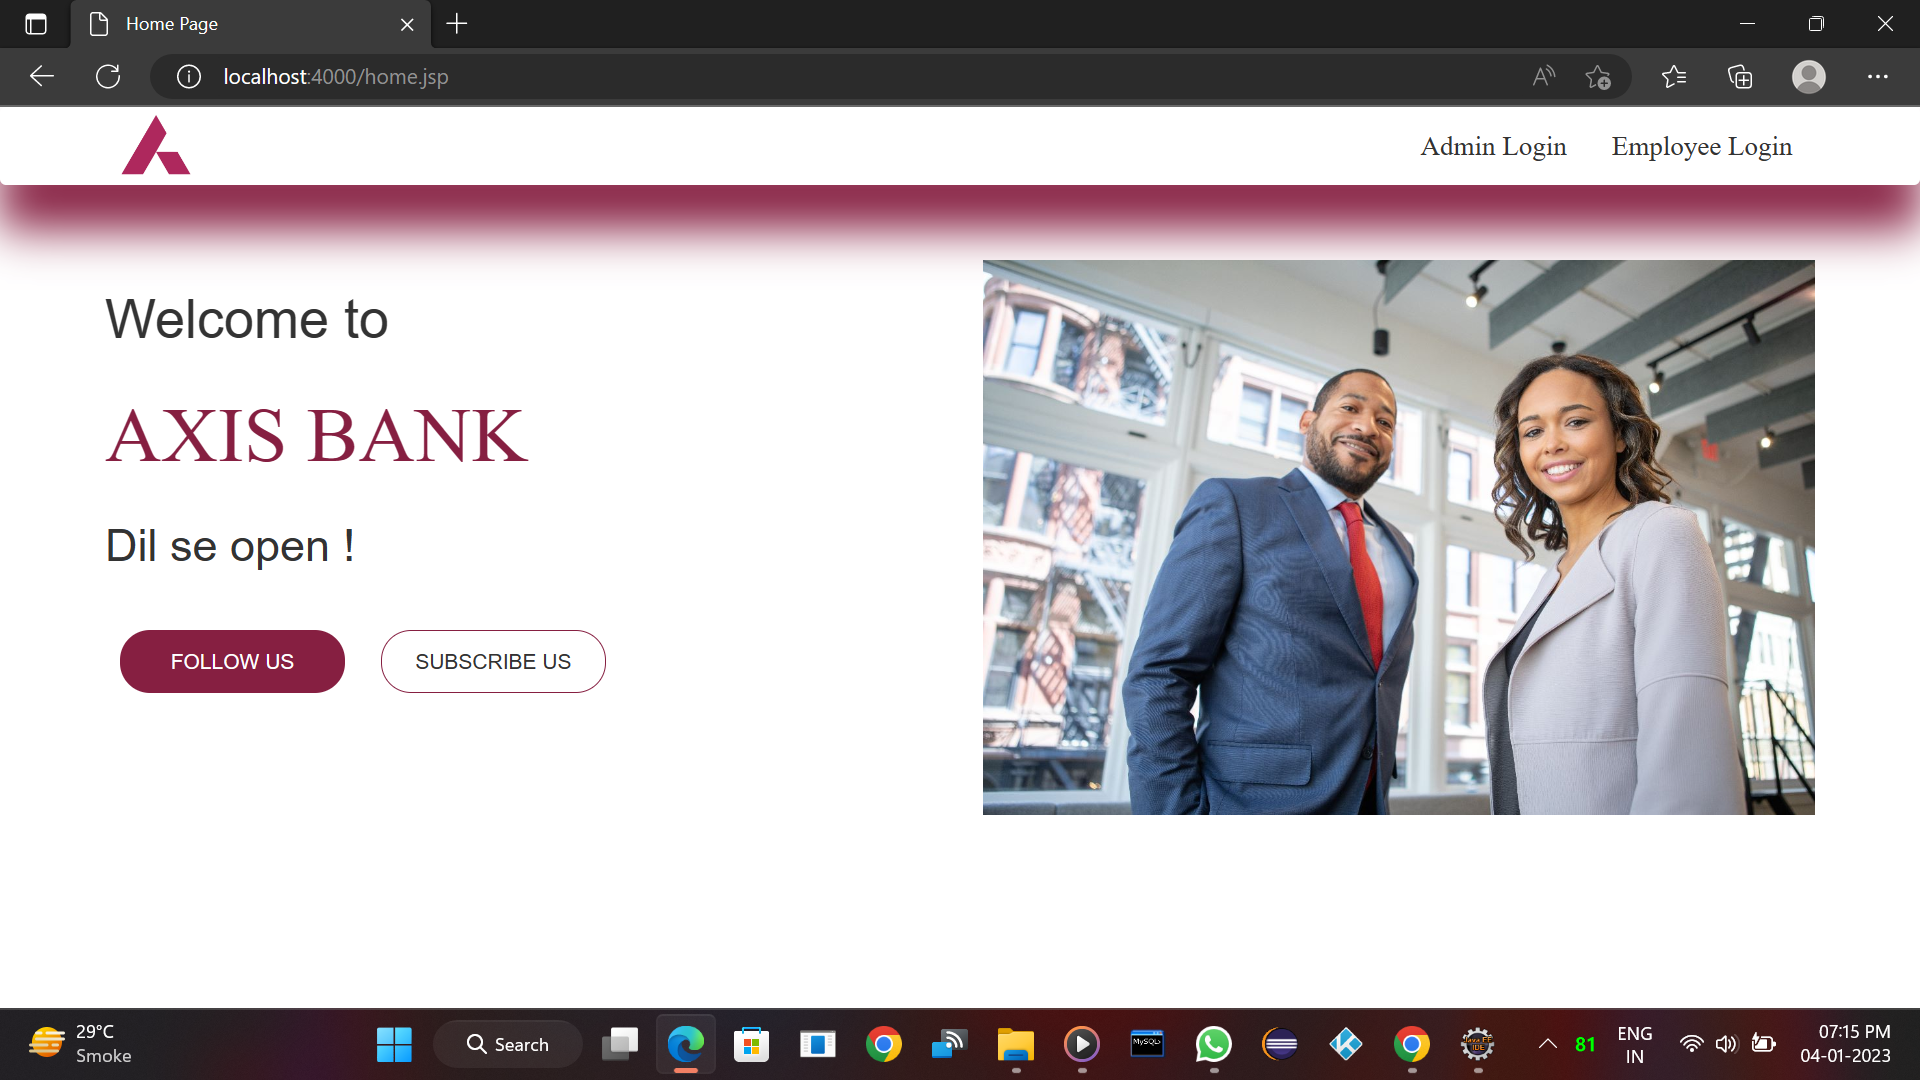 Home Page
localhost:4000/home.jsp
Admin Login Employee Login
Welcome to
AXIS BANK
Dil se open !
FOLLOW US SUBSCRIBE US
29°C
Smoke
Search
MySQL
81
ENG
IN
07:15 PM
04-01-2023